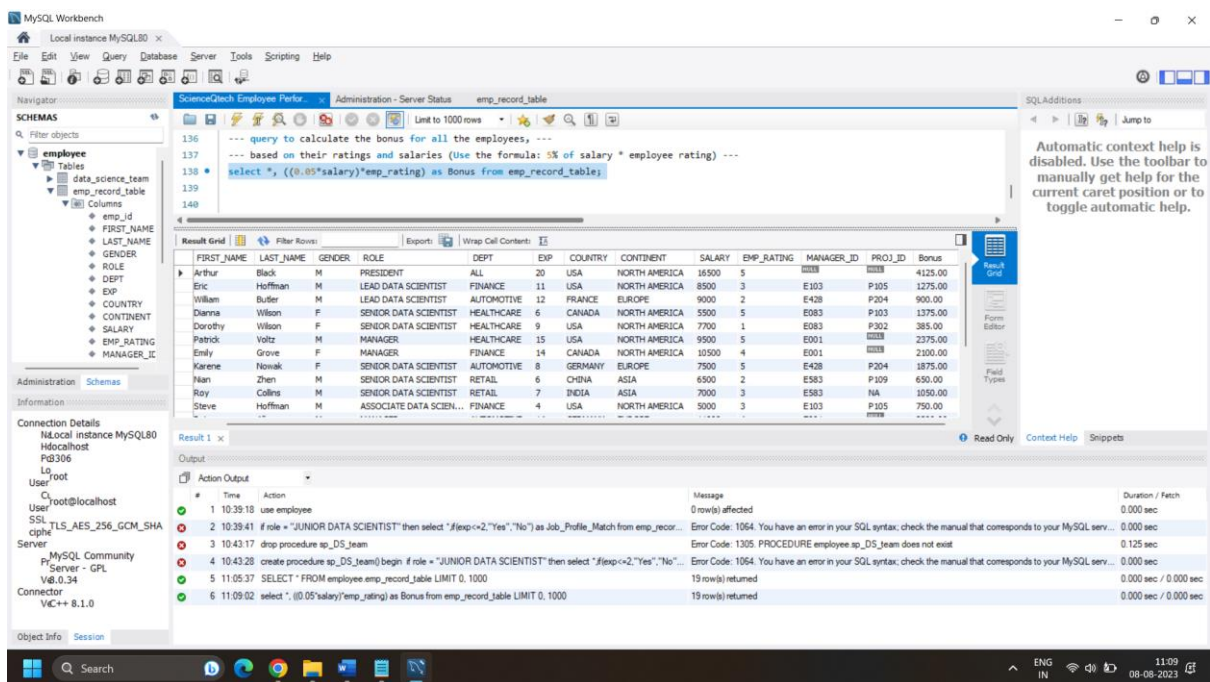 MySQL Workbench
Local instance MySQL80 ×
File Edit View Query Database Server Tools Scripting Help
Navigator
SCHEMAS
Filter objects
employee
Tables
data_science_team
emp_record_table
Columns
emp_id
FIRST_NAME
LAST_NAME
GENDER
ROLE
DEPT
EXP
COUNTRY
CONTINENT
SALARY
EMP_RATING
MANAGER_ID
Administration Schemas
Information
Connection Details
Local instance MySQL80
localhost
3306
root
User
root@localhost
User
SSL
TLS_AES_256_GCM_SHA
ciphe
Server
MySQL Community
Server - GPL
8.0.34
Connector
C++ 8.1.0
Object Info Session
ScienceQtech Employee Perfor... × Administration - Server Status emp_record_table
Limit to 1000 rows
136 --- query to calculate the bonus for all the employees, ---
137 --- based on their ratings and salaries (Use the formula: 5% of salary * employee rating) ---
138 select *, ((0.05*salary)*emp_rating) as Bonus from emp_record_table;
139
140
Result Grid Filter Rows: Export: Wrap Cell Content:
FIRST_NAME LAST_NAME GENDER ROLE DEPT EXP COUNTRY CONTINENT SALARY EMP_RATING MANAGER_ID PROJ_ID Bonus
Arthur Black M PRESIDENT ALL 20 USA NORTH AMERICA 16500 5 NULL NULL 4125.00
Eric Hoffman M LEAD DATA SCIENTIST FINANCE 11 USA NORTH AMERICA 8500 3 E103 P105 1275.00
William Butler M LEAD DATA SCIENTIST AUTOMOTIVE 12 FRANCE EUROPE 9000 2 E428 P204 900.00
Dianna Wilson F SENIOR DATA SCIENTIST HEALTHCARE 6 CANADA NORTH AMERICA 5500 5 E083 P103 1375.00
Dorothy Wilson F SENIOR DATA SCIENTIST HEALTHCARE 9 USA NORTH AMERICA 7700 1 E083 P302 385.00
Patrick Voltz M MANAGER HEALTHCARE 15 USA NORTH AMERICA 9500 5 E001 NULL 2375.00
Emily Grove F MANAGER FINANCE 14 CANADA NORTH AMERICA 10500 4 E001 NULL 2100.00
Karene Nowak F SENIOR DATA SCIENTIST AUTOMOTIVE 8 GERMANY EUROPE 7500 5 E428 P204 1875.00
Nian Zhen M SENIOR DATA SCIENTIST RETAIL 6 CHINA ASIA 6500 2 E583 P109 650.00
Roy Collins M SENIOR DATA SCIENTIST RETAIL 7 INDIA ASIA 7000 3 E583 NA 1050.00
Steve Hoffman M ASSOCIATE DATA SCIEN... FINANCE 4 USA NORTH AMERICA 5000 3 E103 P105 750.00
Result Grid
Form Editor
Field Types
Result 1 × Read Only
SQLAdditions
Jump to
Automatic context help is
disabled. Use the toolbar to
manually get help for the
current caret position or to
toggle automatic help.
Context Help Snippets
Output
Action Output
# Time Action Message Duration / Fetch
1 10:39:18 use employee 0 row(s) affected 0.000 sec
2 10:39:41 if role = "JUNIOR DATA SCIENTIST" then select *,if(exp<=2,"Yes","No") as Job_Profile_Match from emp_recor... Error Code: 1064. You have an error in your SQL syntax; check the manual that corresponds to your MySQL serv... 0.000 sec
3 10:43:17 drop procedure sp_DS_team Error Code: 1305. PROCEDURE employee.sp_DS_team does not exist 0.125 sec
4 10:43:28 create procedure sp_DS_team() begin if role = "JUNIOR DATA SCIENTIST" then select *,if(exp<=2,"Yes","No"... Error Code: 1064. You have an error in your SQL syntax; check the manual that corresponds to your MySQL serv... 0.000 sec
5 11:05:37 SELECT * FROM employee.emp_record_table LIMIT 0, 1000 19 row(s) returned 0.000 sec / 0.000 sec
6 11:09:02 select *, ((0.05*salary)*emp_rating) as Bonus from emp_record_table LIMIT 0, 1000 19 row(s) returned 0.000 sec / 0.000 sec
Search
ENG
IN
11:09
08-08-2023